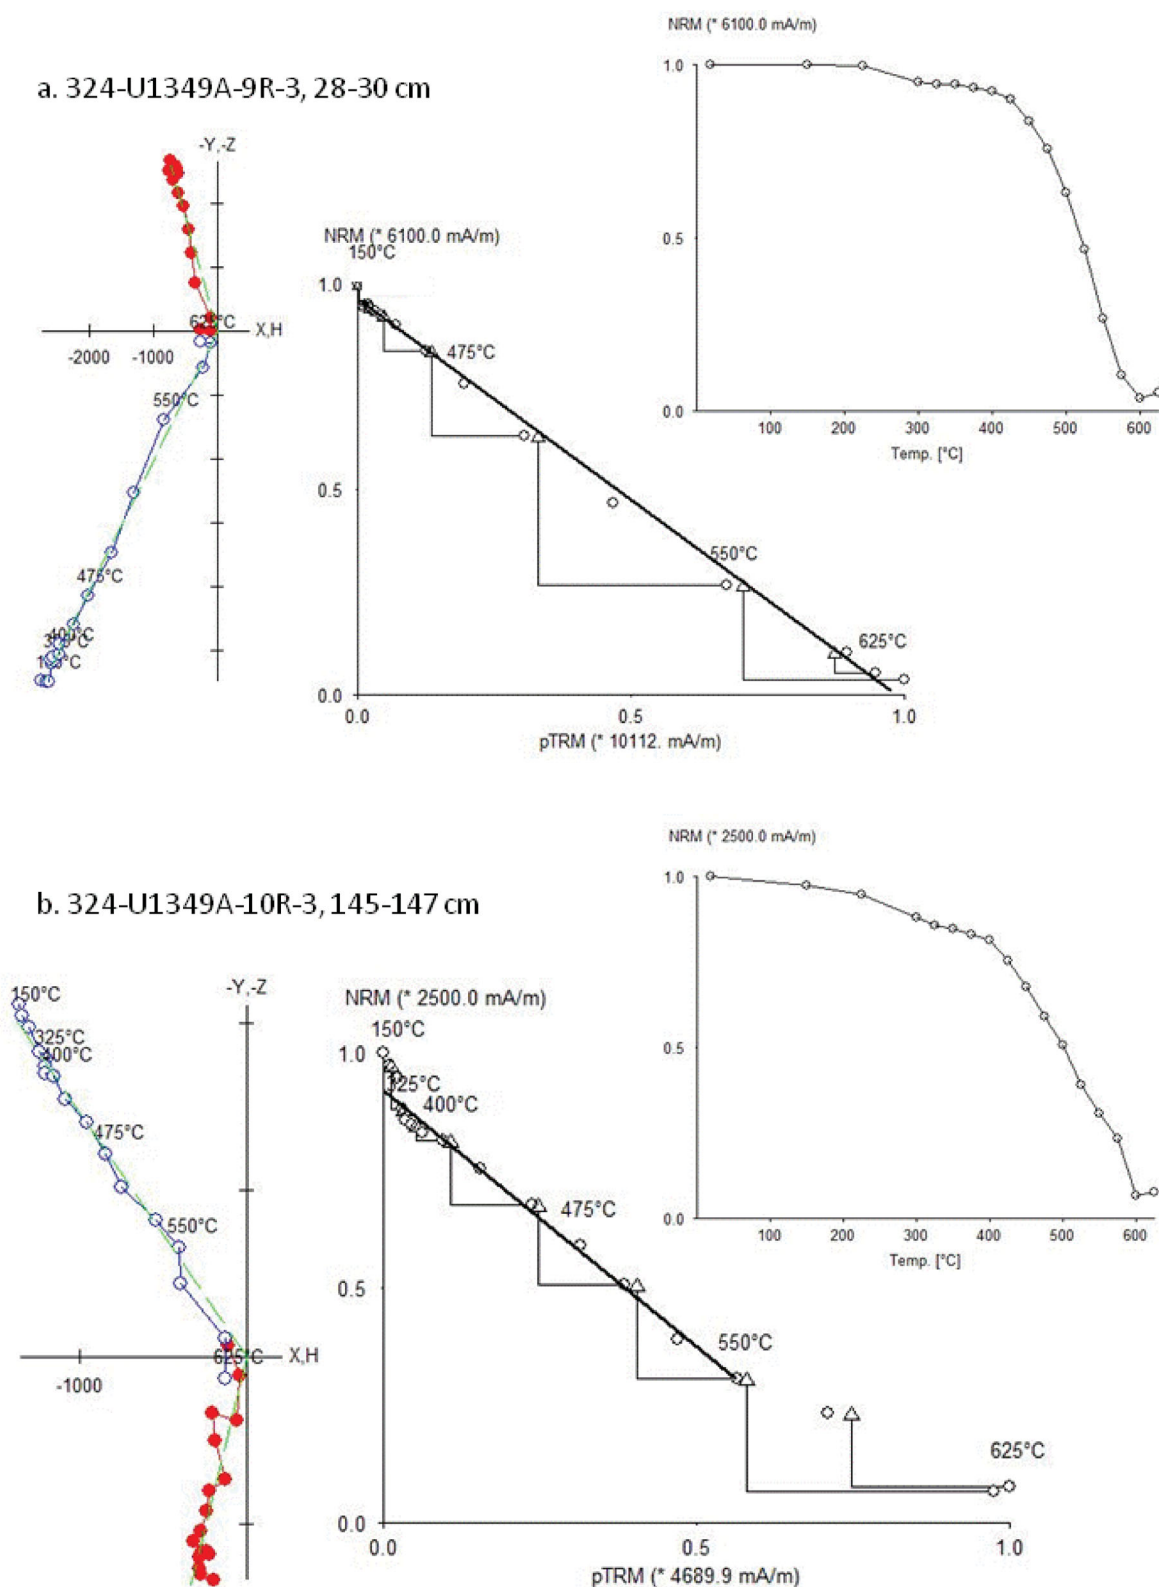 NRM (* 6100.0 mA/m)
a. 324-U1349A-9R-3, 28-30 cm
1.0
0.5
0.0
100 200 300 400 500 600
Temp. [°C]
-Y,-Z
625°C
X,H
-2000 -1000
550°C
475°C
400°C
NRM (* 6100.0 mA/m)
150°C
1.0
475°C
0.5
550°C
625°C
0.0
0.0 0.5 1.0
pTRM (* 10112. mA/m)
NRM (* 2500.0 mA/m)
b. 324-U1349A-10R-3, 145-147 cm
1.0
0.5
0.0
100 200 300 400 500 600
Temp. [°C]
-Y,-Z
150°C
325°C
400°C
475°C
550°C
625°C
X,H
-1000
NRM (* 2500.0 mA/m)
150°C
1.0
325°C
400°C
475°C
0.5
550°C
625°C
0.0
0.0 0.5 1.0
pTRM (* 4689.9 mA/m)